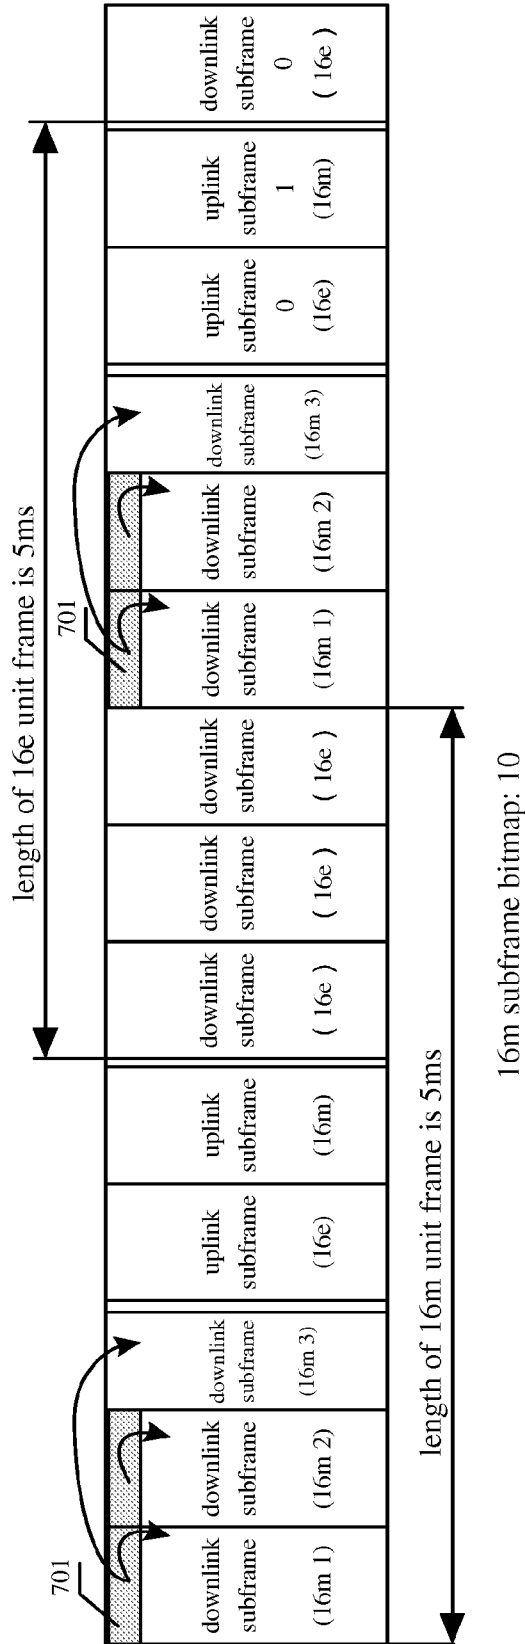 length of 16e unit frame is 5ms
701
701
downlink
subframe
(16m 1)
downlink
subframe
(16m 2)
downlink
subframe
(16m 3)
uplink
subframe
(16e)
uplink
subframe
(16m)
downlink
subframe
( 16e )
downlink
subframe
( 16e )
downlink
subframe
( 16e )
downlink
subframe
(16m 1)
downlink
subframe
(16m 2)
downlink
subframe
(16m 3)
uplink
subframe
0
(16e)
uplink
subframe
1
(16m)
downlink
subframe
0
( 16e )
length of 16m unit frame is 5ms
16m subframe bitmap: 10